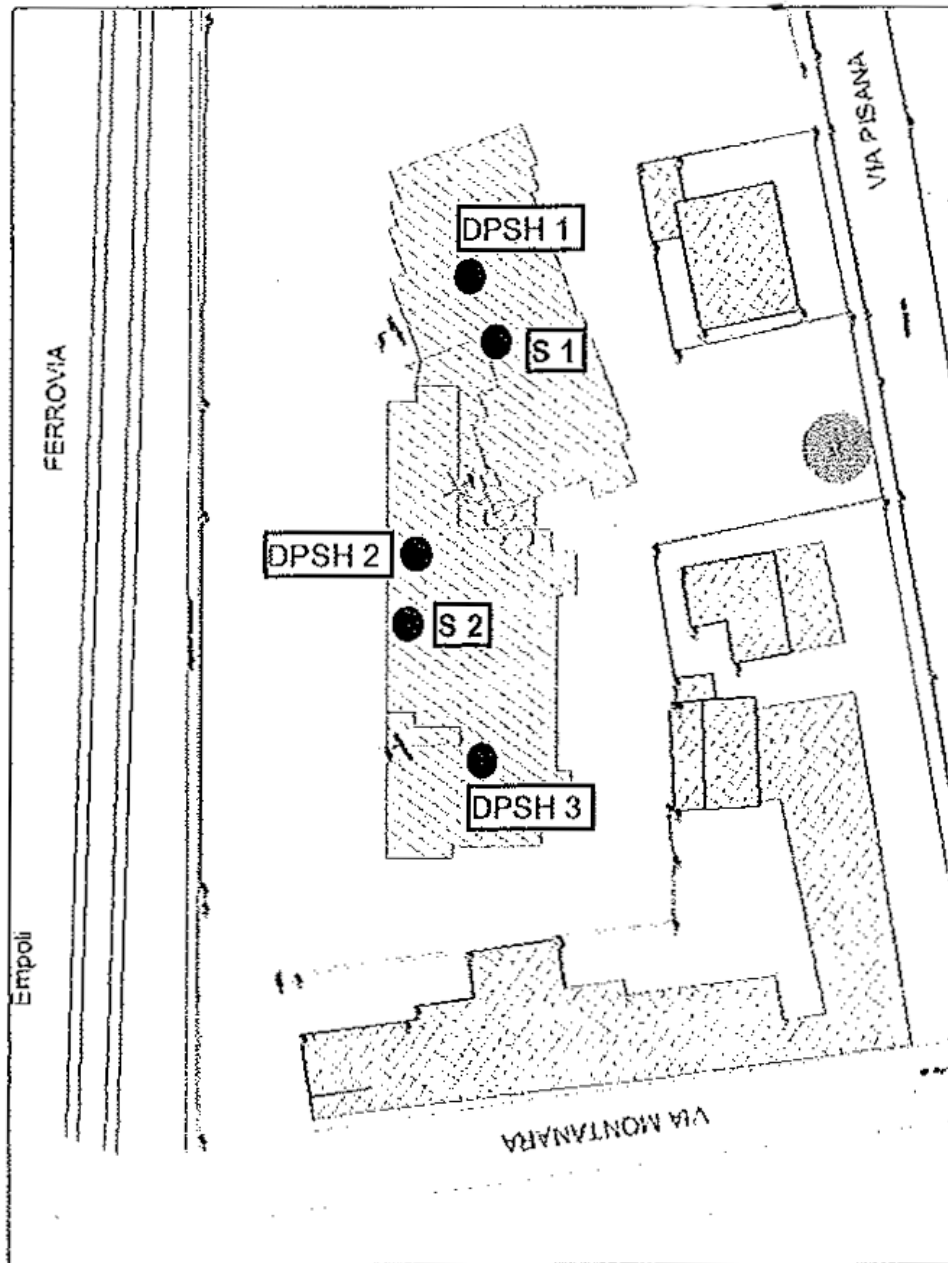 VIA PISANA
DPSH 1
S 1
FERROVIA
DPSH 2
S 2
DPSH 3
Empoli
VIA MONTANARA